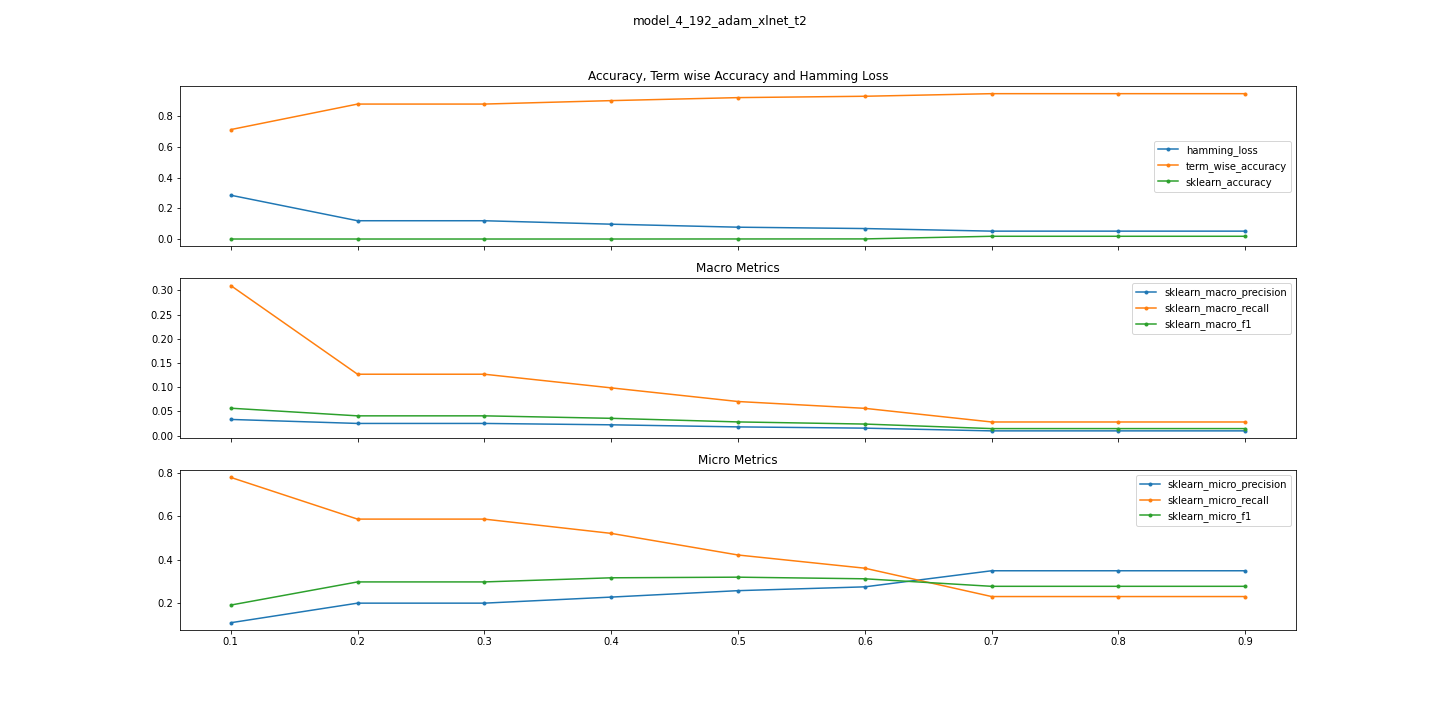 model_4_192_adam_xlnet_t2
Accuracy, Term wise Accuracy and Hamming Loss
0.8
0.6
0.4
0.2
0.0
hamming_loss
term_wise_accuracy
sklearn_accuracy
Macro Metrics
0.30
0.25
0.20
0.15
0.10
0.05
0.00
sklearn_macro_precision
sklearn_macro_recall
sklearn_macro_f1
Micro Metrics
0.8
0.6
0.4
0.2
sklearn_micro_precision
sklearn_micro_recall
sklearn_micro_f1
0.1 0.2 0.3 0.4 0.5 0.6 0.7 0.8 0.9